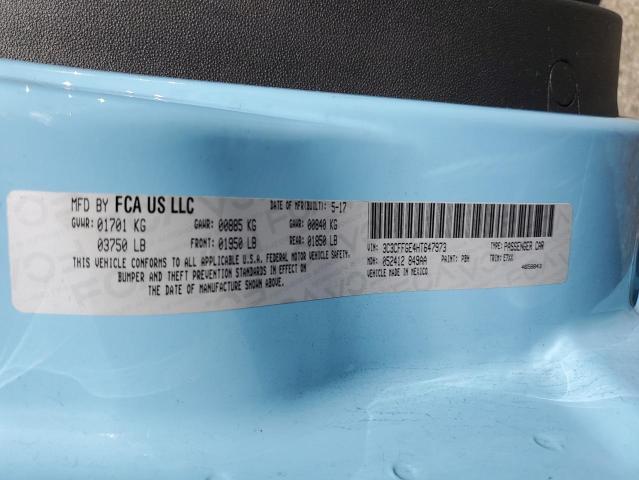 MFD BY FCA US LLC DATE OF MFR(BUILT): 5-17
GVWR: 01701 KG GAWR: 00885 KG GAWR: 00840 KG
03750 LB FRONT: 01950 LB REAR: 01850 LB
THIS VEHICLE CONFORMS TO ALL APPLICABLE U.S.A. FEDERAL MOTOR VEHICLE SAFETY,
BUMPER AND THEFT PREVENTION STANDARDS IN EFFECT ON
THE DATE OF MANUFACTURE SHOWN ABOVE.
VIN: 3C3CFFGE4HT647973 TYPE: PASSENGER CAR
MDH: 052412 849AA PAINT: PBH TRIM: E7XX
VEHICLE MADE IN MEXICO 4658043